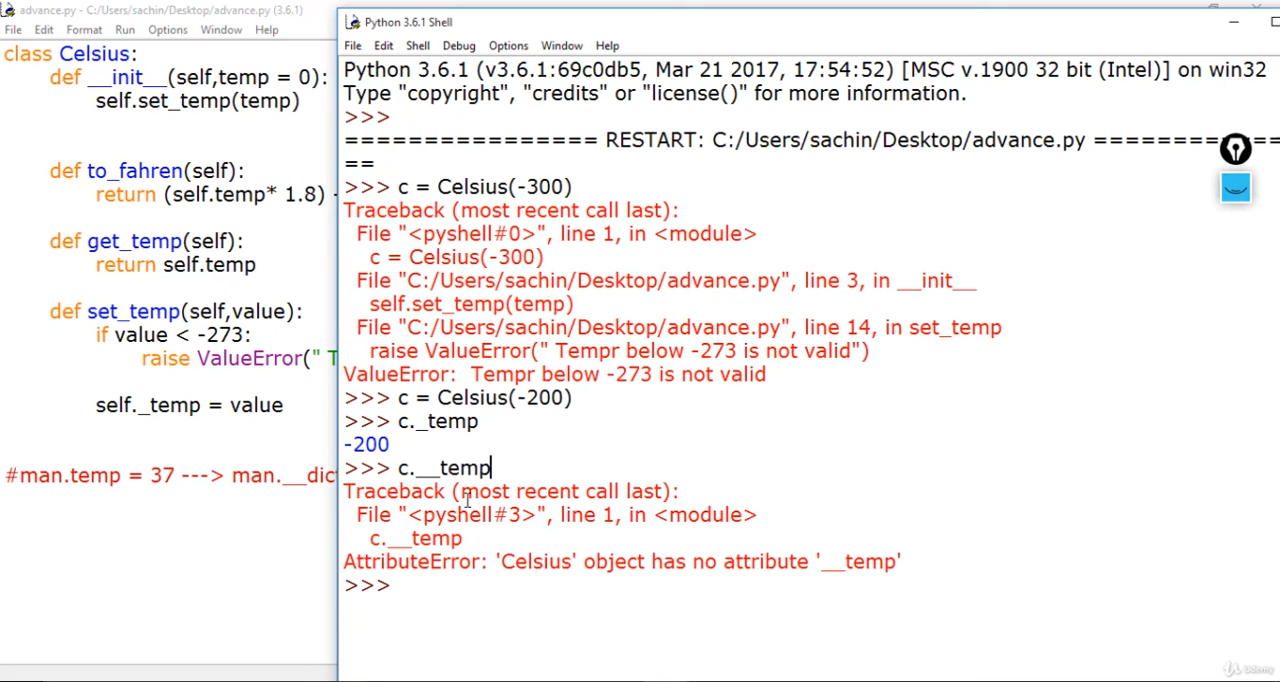 advance.py - C:/Users/sachin/Desktop/advance.py (3.6.1)
File Edit Format Run Options Window Help
class Celsius:
def __init__(self,temp = 0):
self.set_temp(temp)
def to_fahren(self):
return (self.temp* 1.8)
def get_temp(self):
return self.temp
def set_temp(self,value):
if value < -273:
raise ValueError(" T
self._temp = value
#man.temp = 37 ---> man.__dic
Python 3.6.1 Shell
File Edit Shell Debug Options Window Help
Python 3.6.1 (v3.6.1:69c0db5, Mar 21 2017, 17:54:52) [MSC v.1900 32 bit (Intel)] on win32
Type "copyright", "credits" or "license()" for more information.
>>>
================= RESTART: C:/Users/sachin/Desktop/advance.py =============
==
>>> c = Celsius(-300)
Traceback (most recent call last):
File "<pyshell#0>", line 1, in <module>
c = Celsius(-300)
File "C:/Users/sachin/Desktop/advance.py", line 3, in __init__
self.set_temp(temp)
File "C:/Users/sachin/Desktop/advance.py", line 14, in set_temp
raise ValueError(" Tempr below -273 is not valid")
ValueError:  Tempr below -273 is not valid
>>> c = Celsius(-200)
>>> c._temp
-200
>>> c.__temp
Traceback (most recent call last):
File "<pyshell#3>", line 1, in <module>
c.__temp
AttributeError: 'Celsius' object has no attribute '__temp'
>>>
Udemy